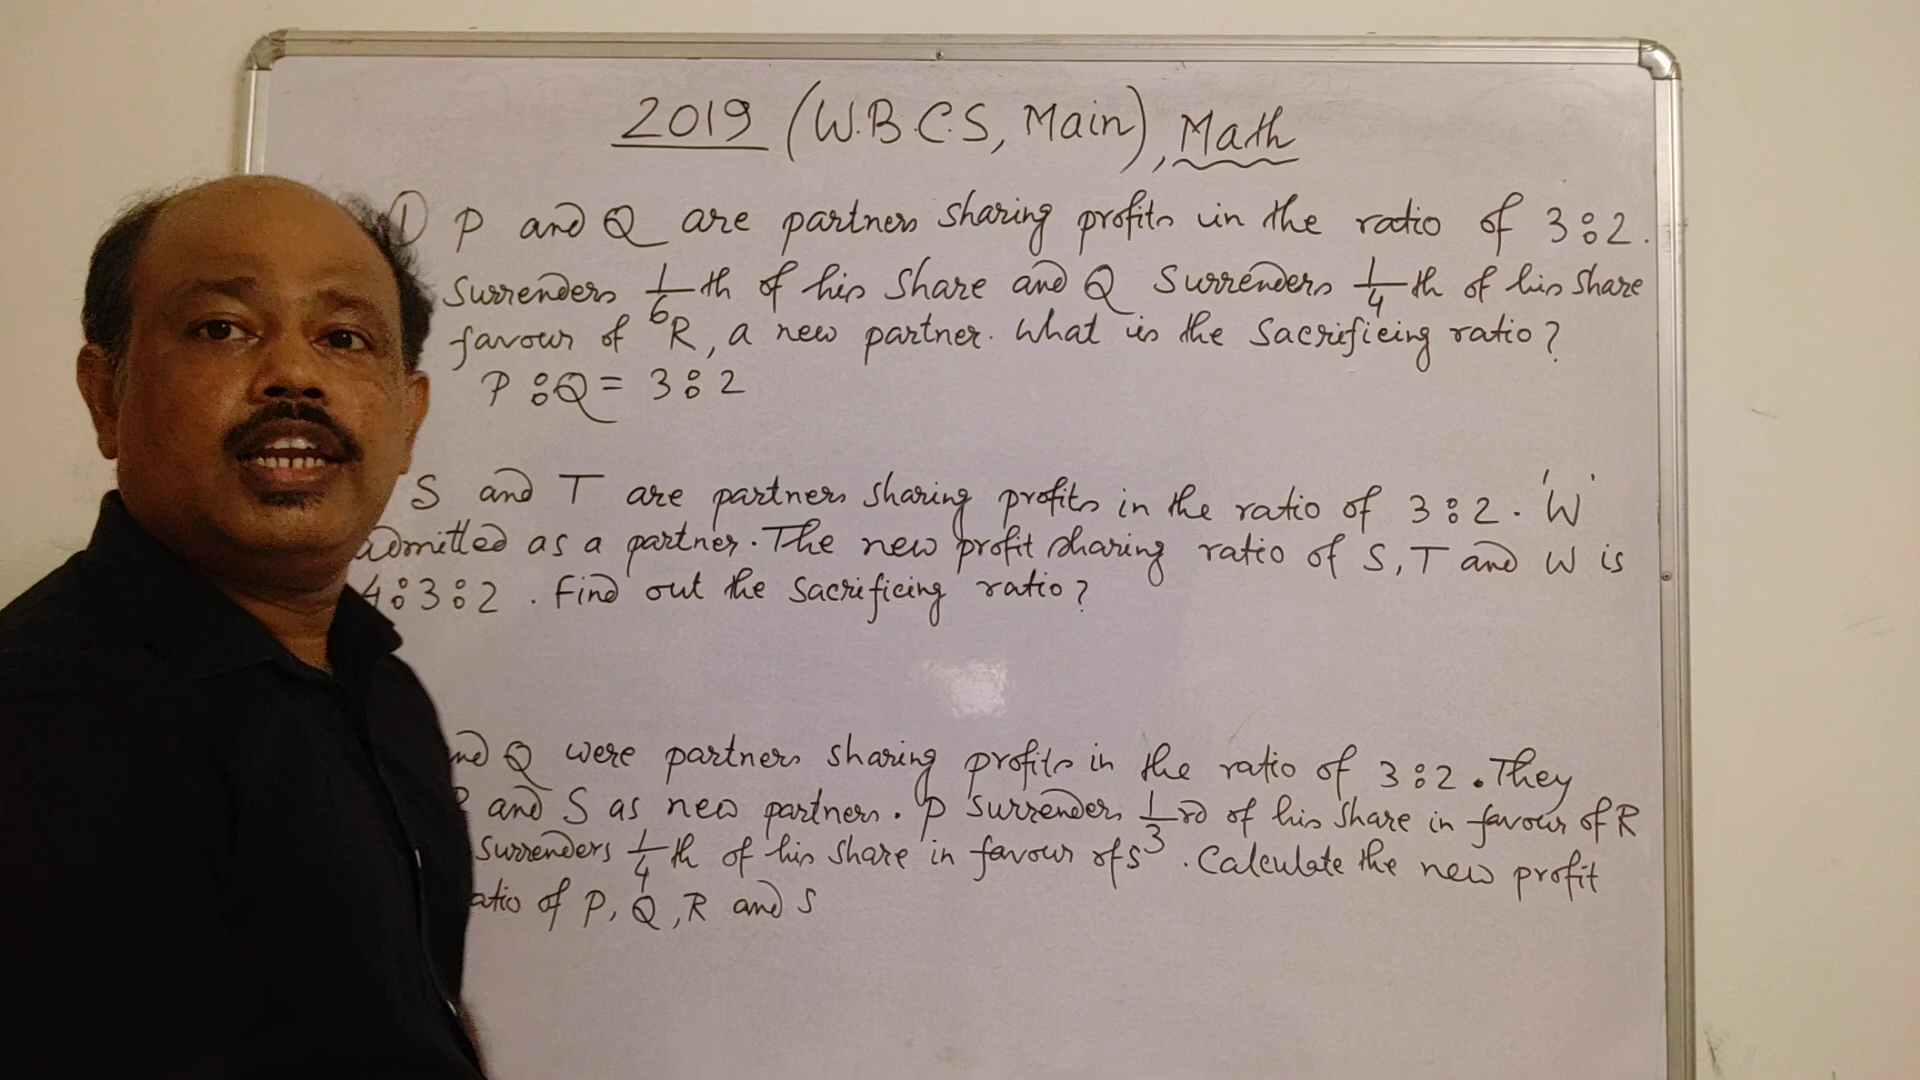 2019 (W.B.C.S, Main), Math
① P and Q are partners sharing profits in the ratio of 3:2.
Surrenders 1/6 th of his share and Q Surrenders 1/4 th of his share
favour of R, a new partner. What is the Sacrificing ratio?
P:Q = 3:2
S and T are partners sharing profits in the ratio of 3:2. 'W'
admitted as a partner. The new profit sharing ratio of S, T and W is
4:3:2. Find out the Sacrificing ratio?
Q were partners sharing profits in the ratio of 3:2. They
and S as new partners. P Surrenders 1/3 rd of his share in favour of R
Surrenders 1/4 th of his share in favour of S. Calculate the new profit
of P, Q, R and S